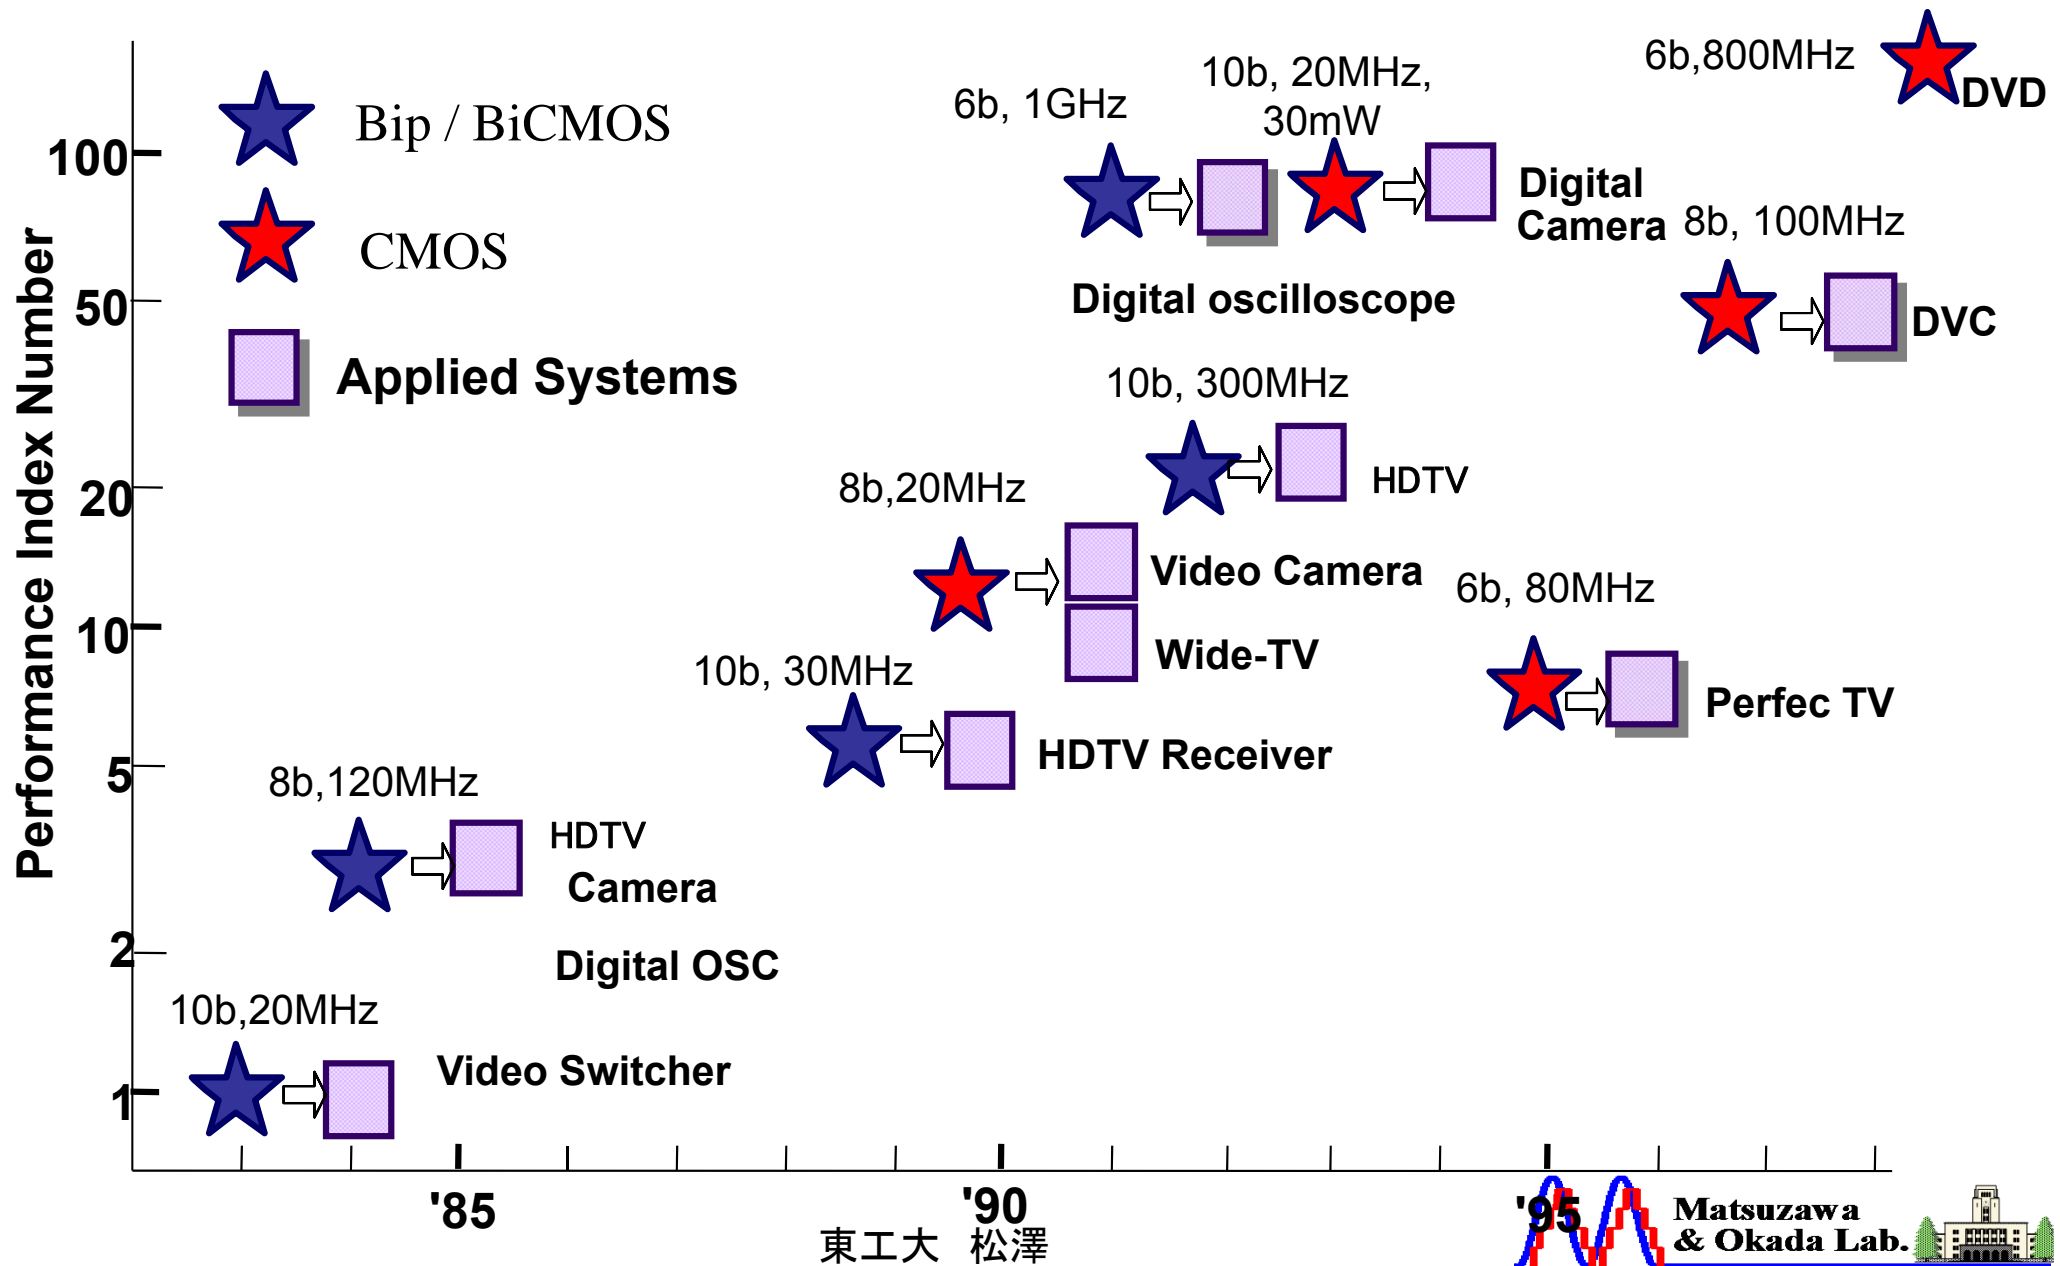 6b,800MHz
DVD
10b, 20MHz,
30mW
6b, 1GHz
Bip / BiCMOS
100
Digital
Camera
8b, 100MHz
CMOS
50
Digital oscilloscope
DVC
Applied Systems
10b, 300MHz
20
8b,20MHz
HDTV
Video Camera
6b, 80MHz
10
Wide-TV
10b, 30MHz
Perfec TV
HDTV Receiver
5
8b,120MHz
HDTV
Camera
2
Digital OSC
10b,20MHz
Video Switcher
1
Performance Index Number
'85
'90
'95
東工大 松澤
Matsuzawa
& Okada Lab.